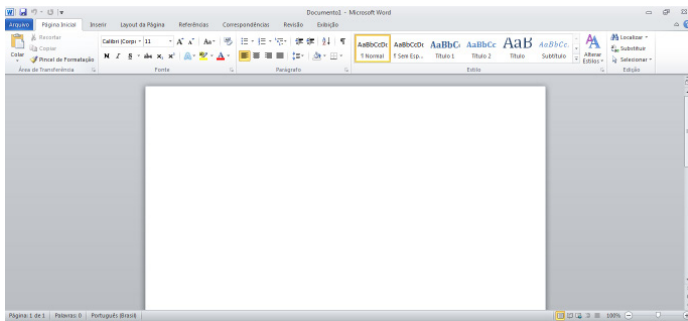 Documento1 - Microsoft Word
Arquivo Página Inicial Inserir Layout da Página Referências Correspondências Revisão Exibição
Colar
Recortar
Copiar
Pincel de Formatação
Área de Transferência
Calibri (Corpo 11
N I S abe x, x²
Fonte
Parágrafo
AaBbCcDc AaBbCcDc AaBbC AaBbCc AaB AaBbCc.
¶ Normal ¶ Sem Esp... Título 1 Título 2 Título Subtítulo
Alterar
Estilos
Estilo
Localizar
Substituir
Selecionar
Edição
Página: 1 de 1 Palavras: 0 Português (Brasil) 100%